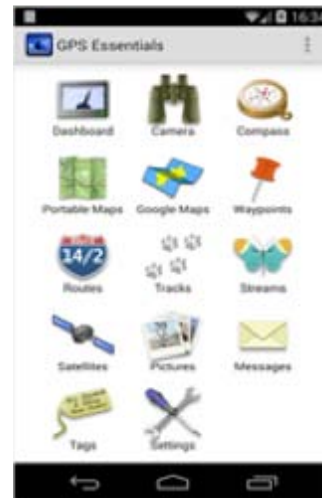 16:34
GPS Essentials
Dashboard Camera Compass
Portable Maps Google Maps Waypoints
14/2
Routes Tracks Streams
Satellites Pictures Messages
Tags Settings